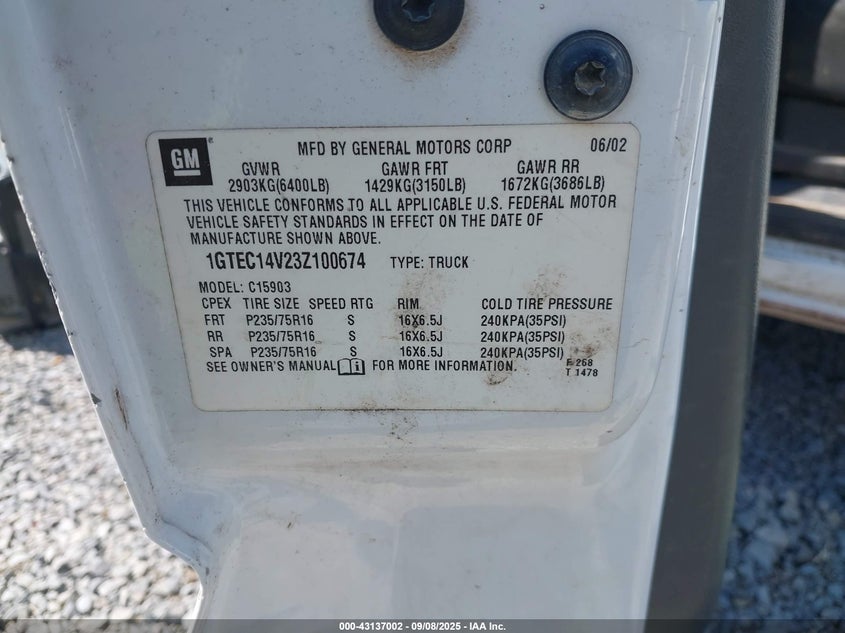 GM
MFD BY GENERAL MOTORS CORP 06/02
GVWR GAWR FRT GAWR RR
2903KG(6400LB) 1429KG(3150LB) 1672KG(3686LB)
THIS VEHICLE CONFORMS TO ALL APPLICABLE U.S. FEDERAL MOTOR
VEHICLE SAFETY STANDARDS IN EFFECT ON THE DATE OF
MANUFACTURE SHOWN ABOVE.
1GTEC14V23Z100674 TYPE: TRUCK
MODEL: C15903
CPEX TIRE SIZE SPEED RTG RIM COLD TIRE PRESSURE
FRT P235/75R16 S 16X6.5J 240KPA(35PSI)
RR P235/75R16 S 16X6.5J 240KPA(35PSI)
SPA P235/75R16 S 16X6.5J 240KPA(35PSI)
SEE OWNER'S MANUAL i FOR MORE INFORMATION.
F 268
T 1478
000-43137002 - 09/08/2025 - IAA Inc.